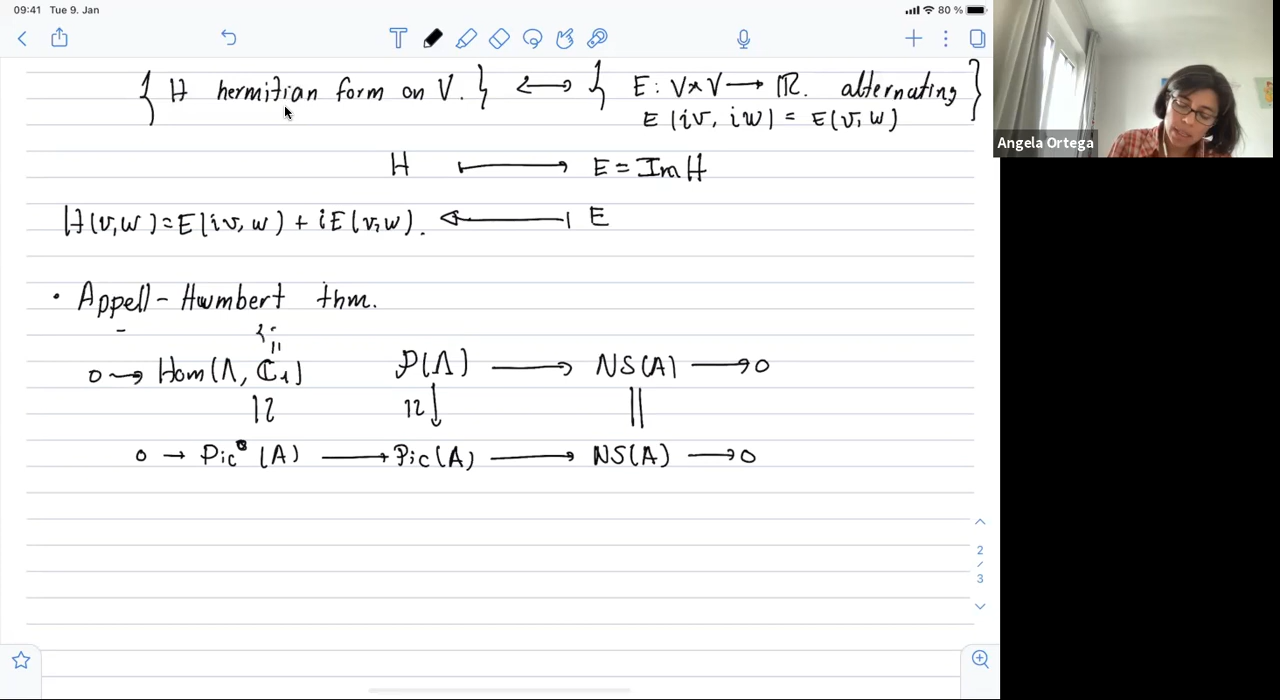 09:41 Tue 9. Jan 80 %
{ H hermitian form on V. } ⟷ { E: V×V ⟶ ℝ. alternating }
E(iv, iw) = E(v, w)
Angela Ortega
H ⟼ E = Im H
H(v, w) = E(iv, w) + iE(v, w). ⟻ E
• Appell - Humbert thm.
0 → Hom(Λ, ℂ₁) P(Λ) ⟶ NS(A) ⟶ 0
0 → Pic⁰(A) ⟶ Pic(A) ⟶ NS(A) ⟶ 0
2
/
3